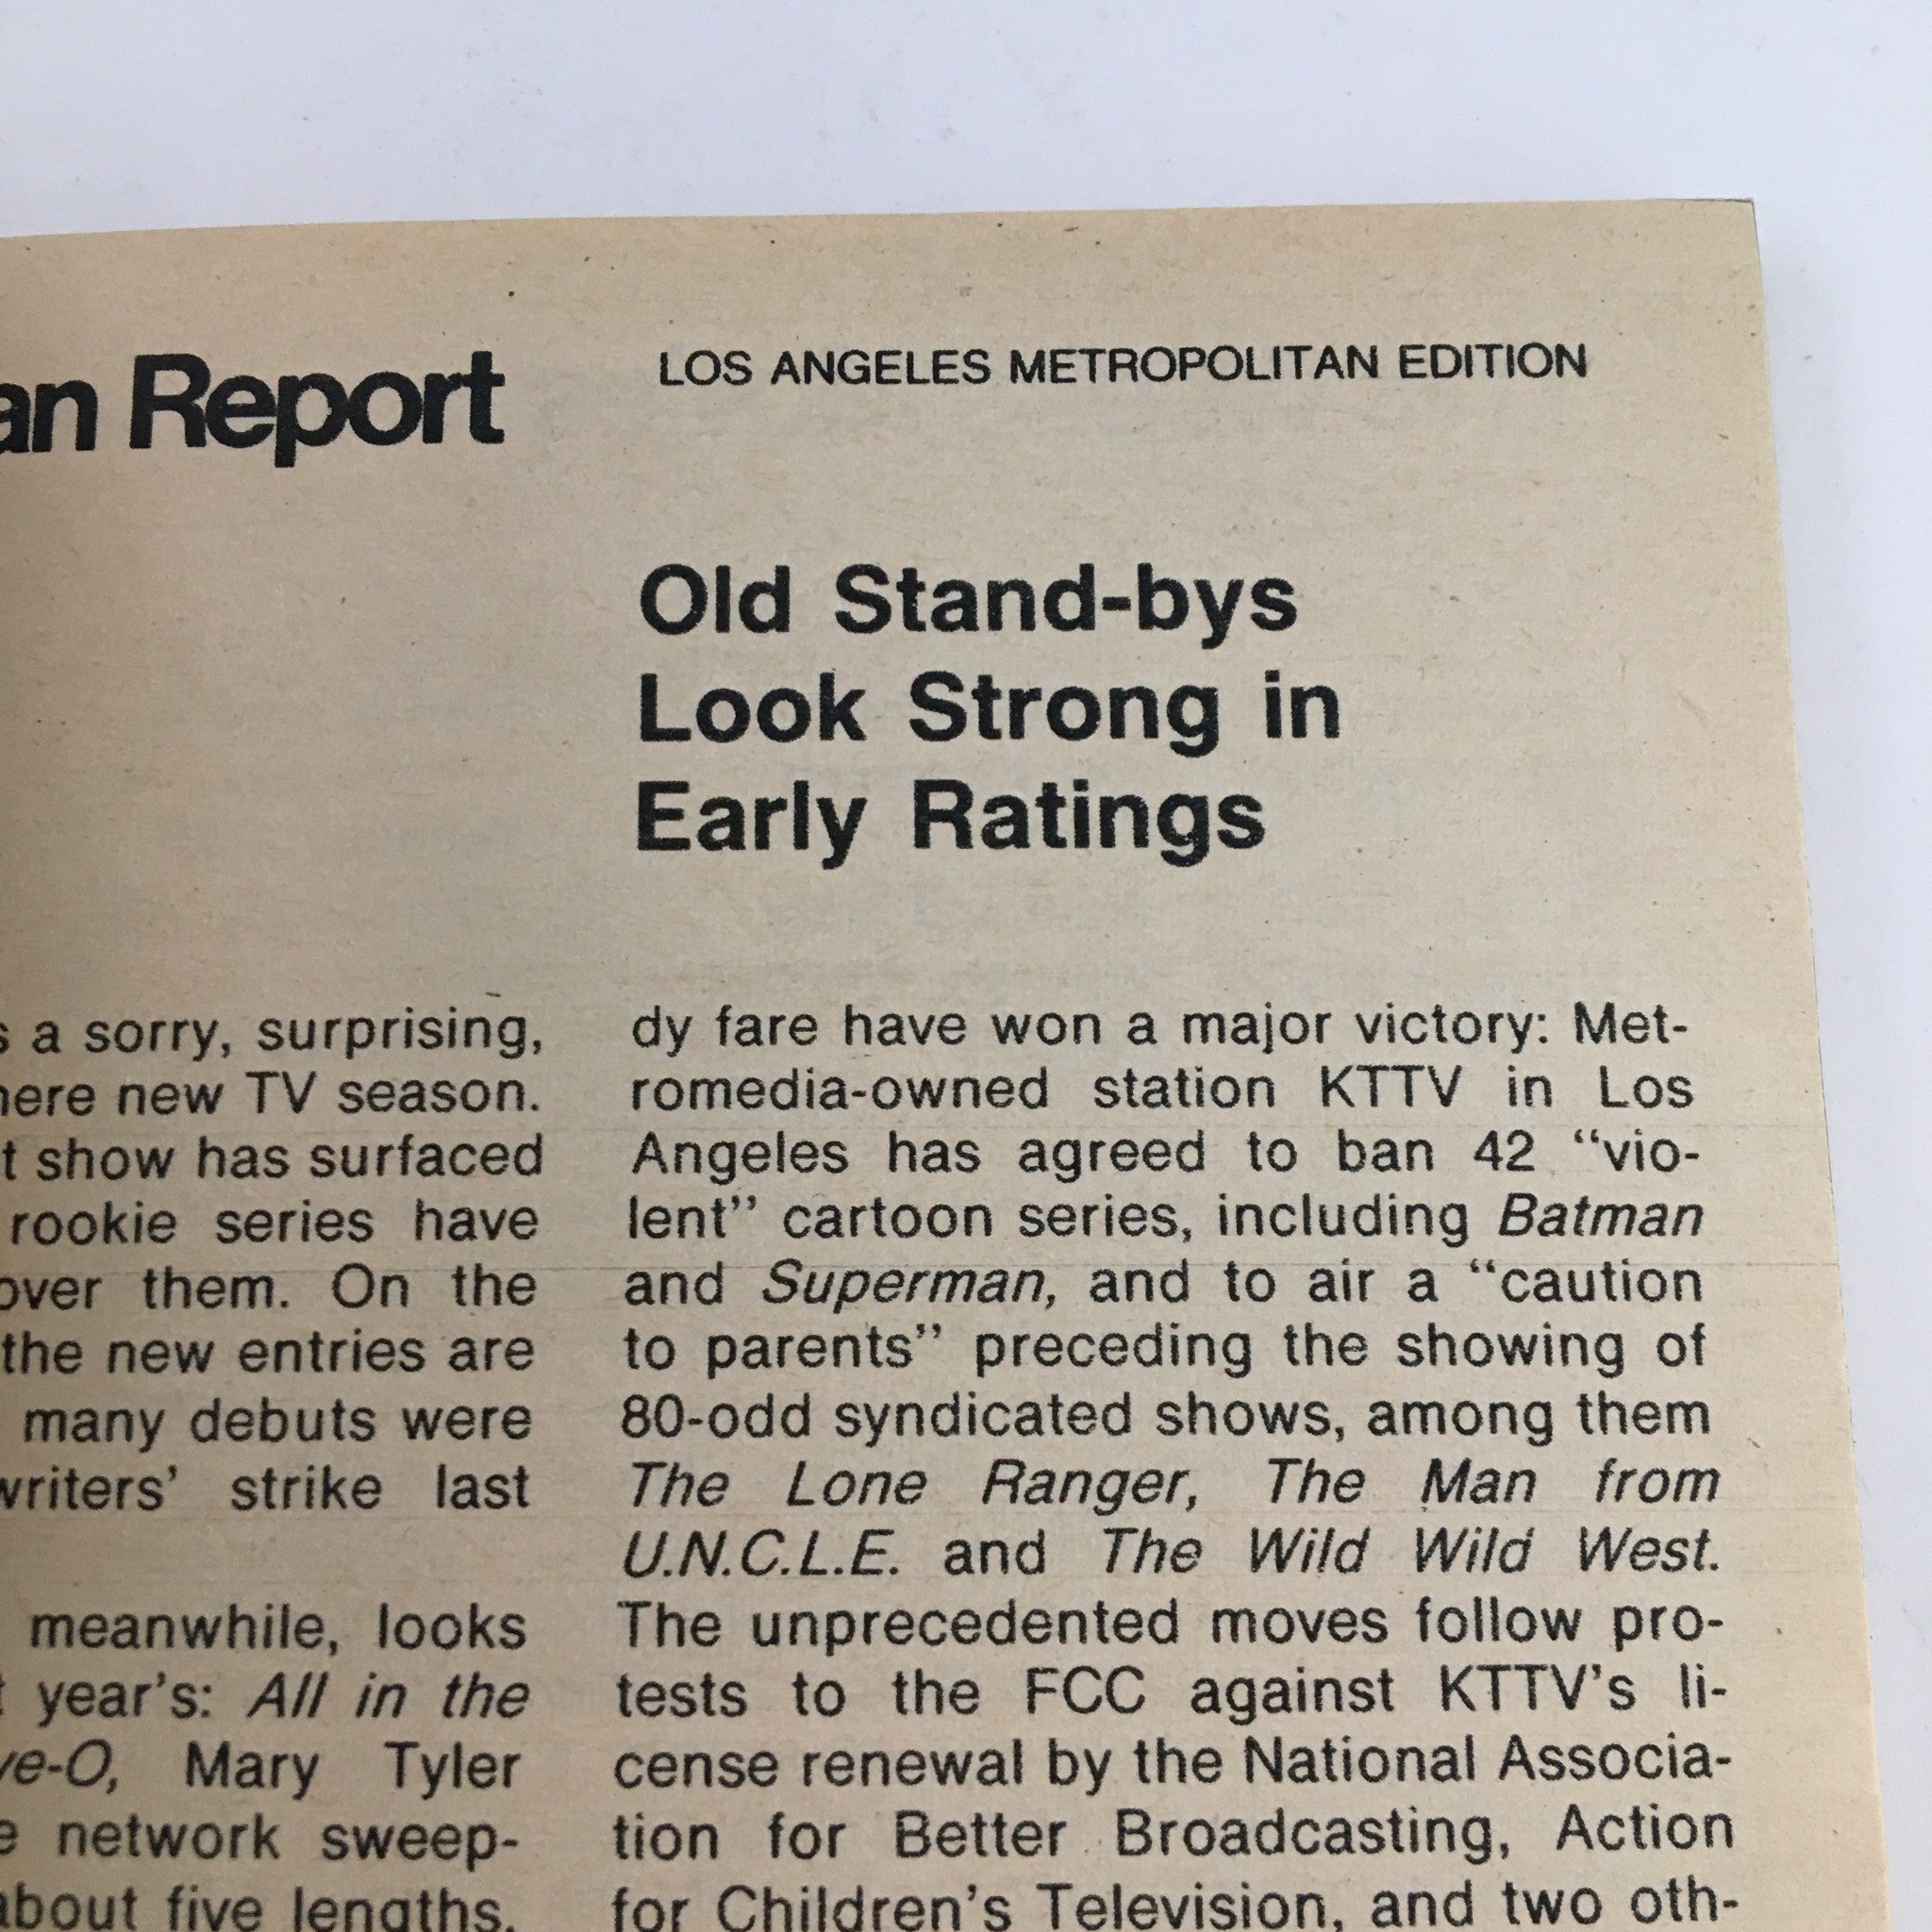 Report
LOS ANGELES METROPOLITAN EDITION
Old Stand-bys
Look Strong in
Early Ratings
a sorry, surprising,
new TV season.
show has surfaced
rookie series have
over them. On the
the new entries are
many debuts were
writers' strike last
meanwhile, looks
year's: All in the
Mary Tyler
network sweep-
about five lengths.
dy fare have won a major victory: Met-
romedia-owned station KTTV in Los
Angeles has agreed to ban 42 "vio-
lent" cartoon series, including Batman
and Superman, and to air a "caution
to parents" preceding the showing of
80-odd syndicated shows, among them
The Lone Ranger, The Man from
U.N.C.L.E. and The Wild Wild West.
The unprecedented moves follow pro-
tests to the FCC against KTTV's li-
cense renewal by the National Associa-
tion for Better Broadcasting, Action
for Children's Television, and two oth-